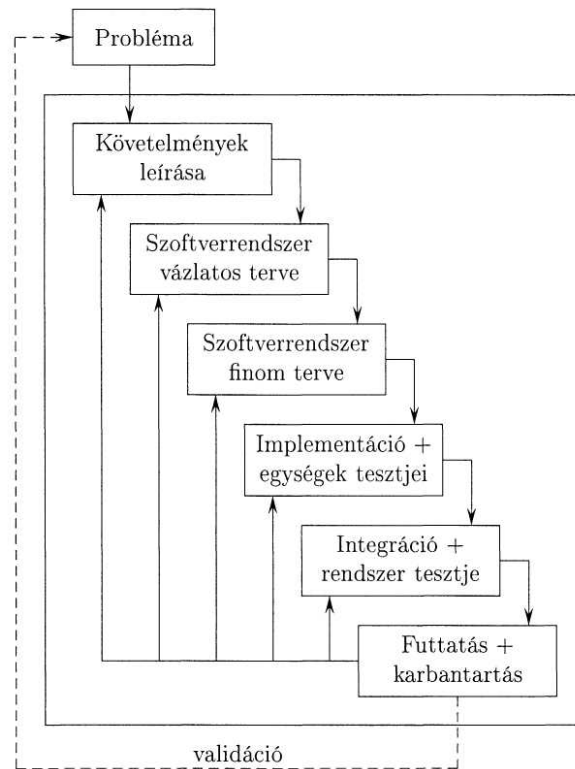 Probléma
Követelmények
leírása
Szoftverrendszer
vázlatos terve
Szoftverrendszer
finom terve
Implementáció +
egységek tesztjei
Integráció +
rendszer tesztje
Futtatás +
karbantartás
validáció